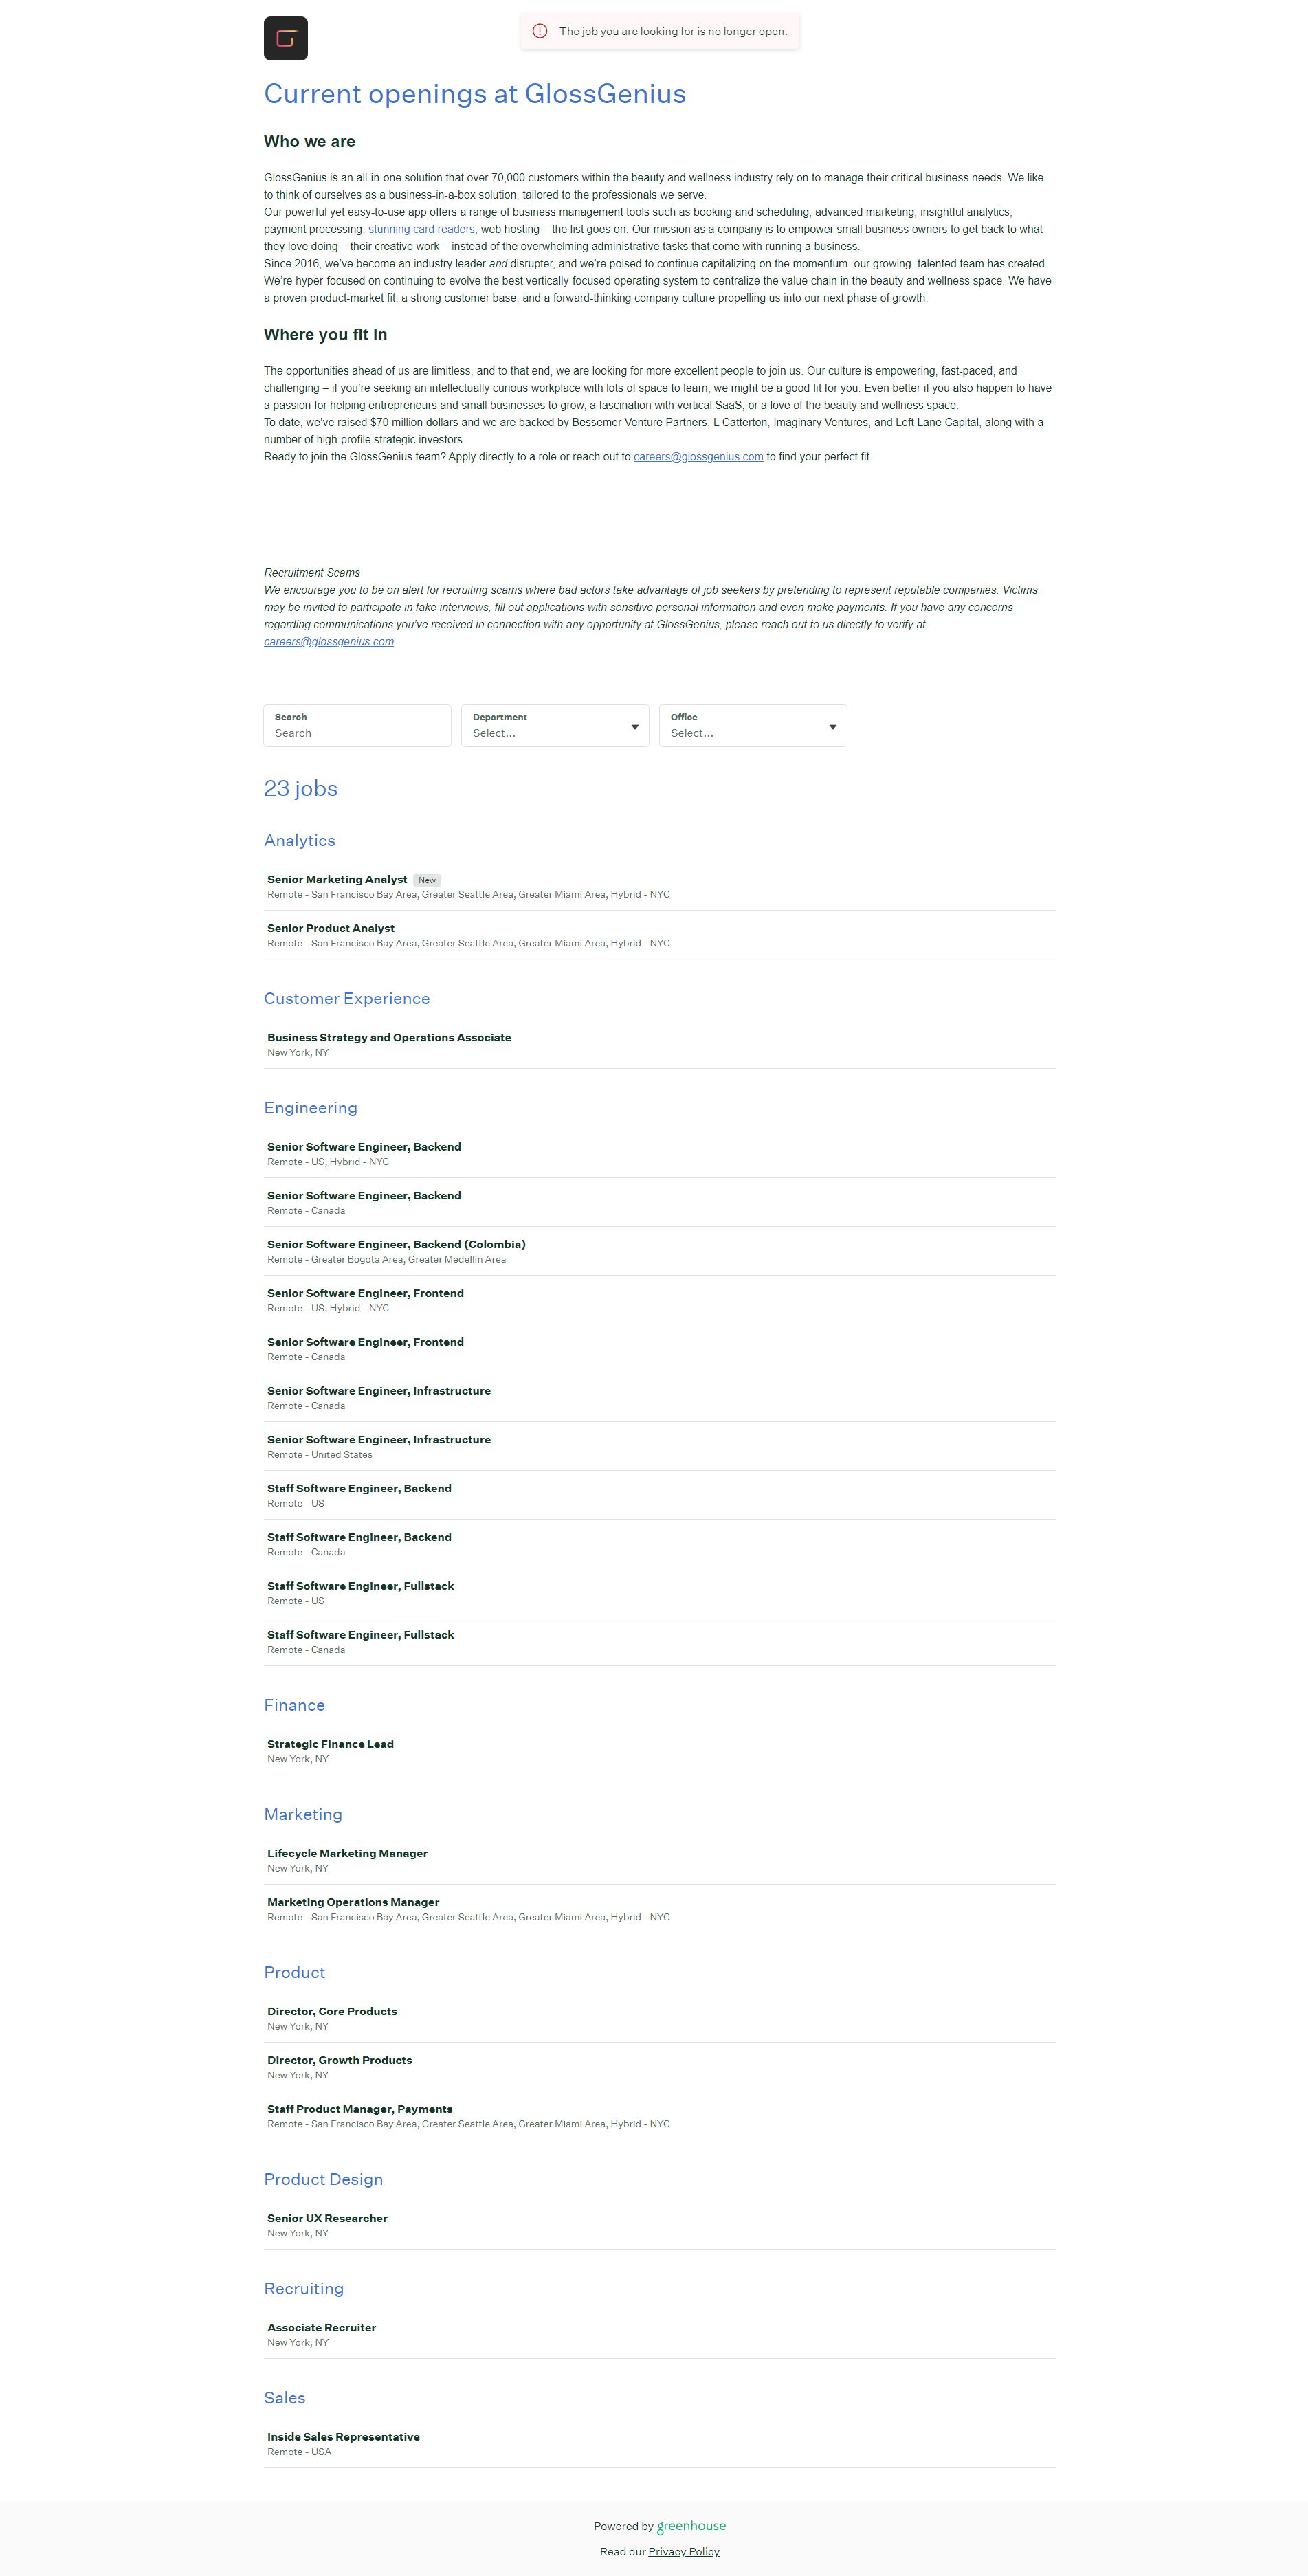 The job you are looking for is no longer open.
Current openings at GlossGenius
Who we are
GlossGenius is an all-in-one solution that over 70,000 customers within the beauty and wellness industry rely on to manage their critical business needs. We like
to think of ourselves as a business-in-a-box solution, tailored to the professionals we serve.
Our powerful yet easy-to-use app offers a range of business management tools such as booking and scheduling, advanced marketing, insightful analytics,
payment processing, stunning card readers, web hosting – the list goes on. Our mission as a company is to empower small business owners to get back to what
they love doing – their creative work – instead of the overwhelming administrative tasks that come with running a business.
Since 2016, we’ve become an industry leader and disrupter, and we’re poised to continue capitalizing on the momentum  our growing, talented team has created.
We’re hyper-focused on continuing to evolve the best vertically-focused operating system to centralize the value chain in the beauty and wellness space. We have
a proven product-market fit, a strong customer base, and a forward-thinking company culture propelling us into our next phase of growth.
Where you fit in
The opportunities ahead of us are limitless, and to that end, we are looking for more excellent people to join us. Our culture is empowering, fast-paced, and
challenging – if you’re seeking an intellectually curious workplace with lots of space to learn, we might be a good fit for you. Even better if you also happen to have
a passion for helping entrepreneurs and small businesses to grow, a fascination with vertical SaaS, or a love of the beauty and wellness space.
To date, we’ve raised $70 million dollars and we are backed by Bessemer Venture Partners, L Catterton, Imaginary Ventures, and Left Lane Capital, along with a
number of high-profile strategic investors.
Ready to join the GlossGenius team? Apply directly to a role or reach out to careers@glossgenius.com to find your perfect fit.
Recruitment Scams
We encourage you to be on alert for recruiting scams where bad actors take advantage of job seekers by pretending to represent reputable companies. Victims
may be invited to participate in fake interviews, fill out applications with sensitive personal information and even make payments. If you have any concerns
regarding communications you’ve received in connection with any opportunity at GlossGenius, please reach out to us directly to verify at
careers@glossgenius.com.
Search Department Office
Search Select... Select...
23 jobs
Analytics
Senior Marketing Analyst New
Remote - San Francisco Bay Area, Greater Seattle Area, Greater Miami Area, Hybrid - NYC
Senior Product Analyst
Remote - San Francisco Bay Area, Greater Seattle Area, Greater Miami Area, Hybrid - NYC
Customer Experience
Business Strategy and Operations Associate
New York, NY
Engineering
Senior Software Engineer, Backend
Remote - US, Hybrid - NYC
Senior Software Engineer, Backend
Remote - Canada
Senior Software Engineer, Backend (Colombia)
Remote - Greater Bogota Area, Greater Medellin Area
Senior Software Engineer, Frontend
Remote - US, Hybrid - NYC
Senior Software Engineer, Frontend
Remote - Canada
Senior Software Engineer, Infrastructure
Remote - Canada
Senior Software Engineer, Infrastructure
Remote - United States
Staff Software Engineer, Backend
Remote - US
Staff Software Engineer, Backend
Remote - Canada
Staff Software Engineer, Fullstack
Remote - US
Staff Software Engineer, Fullstack
Remote - Canada
Finance
Strategic Finance Lead
New York, NY
Marketing
Lifecycle Marketing Manager
New York, NY
Marketing Operations Manager
Remote - San Francisco Bay Area, Greater Seattle Area, Greater Miami Area, Hybrid - NYC
Product
Director, Core Products
New York, NY
Director, Growth Products
New York, NY
Staff Product Manager, Payments
Remote - San Francisco Bay Area, Greater Seattle Area, Greater Miami Area, Hybrid - NYC
Product Design
Senior UX Researcher
New York, NY
Recruiting
Associate Recruiter
New York, NY
Sales
Inside Sales Representative
Remote - USA
Powered by greenhouse
Read our Privacy Policy